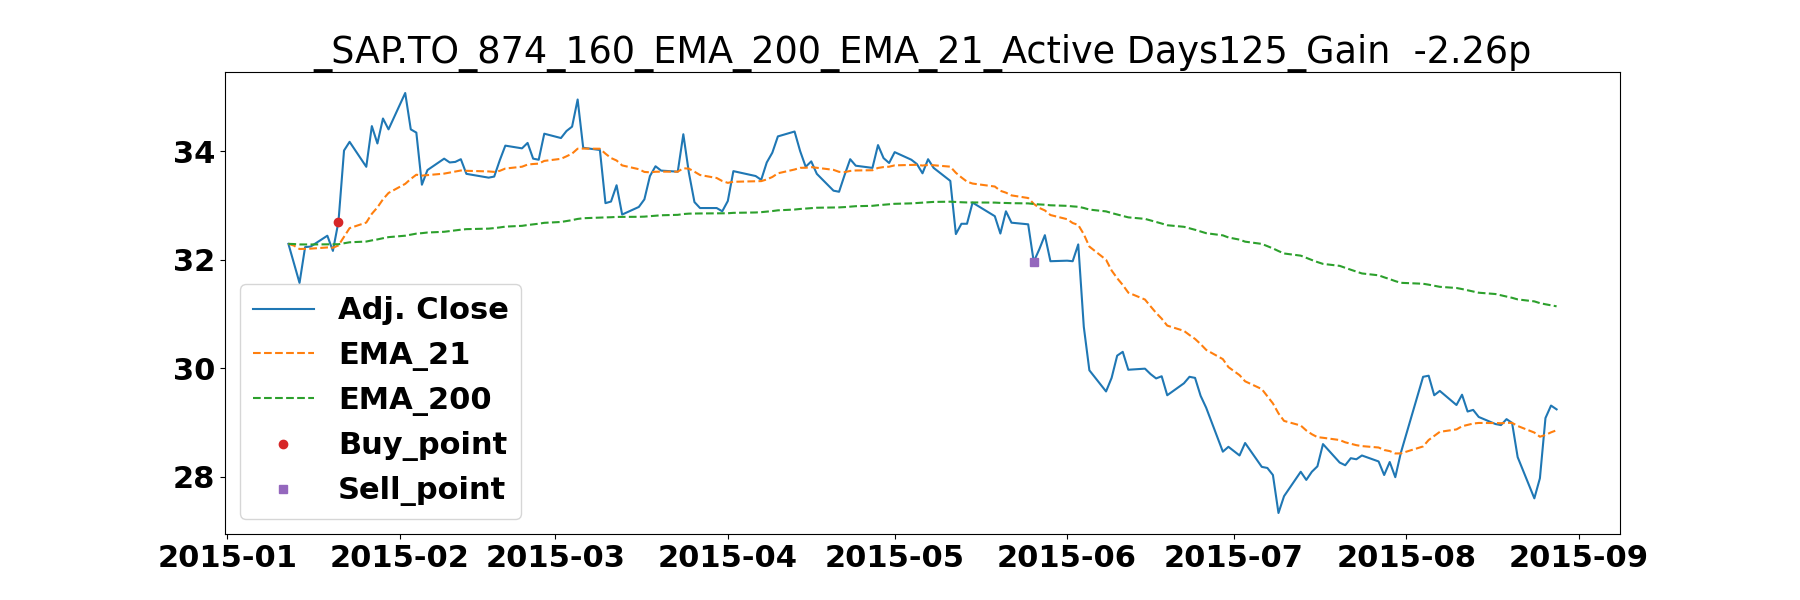 _SAP.TO_874_160_EMA_200_EMA_21_Active Days125_Gain  -2.26p
34
32
30
28
Adj. Close
EMA_21
EMA_200
Buy_point
Sell_point
2015-01 2015-02 2015-03 2015-04 2015-05 2015-06 2015-07 2015-08 2015-09